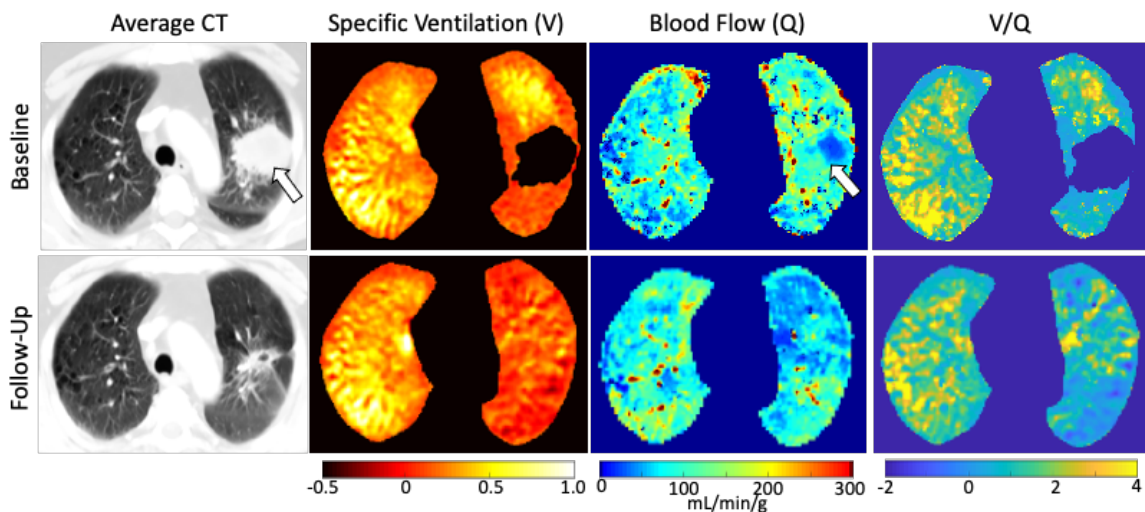 Average CT
Specific Ventilation (V)
Blood Flow (Q)
V/Q
Baseline
Follow-Up
-0.5 0 0.5 1.0
0 100 200 300
mL/min/g
-2 0 2 4